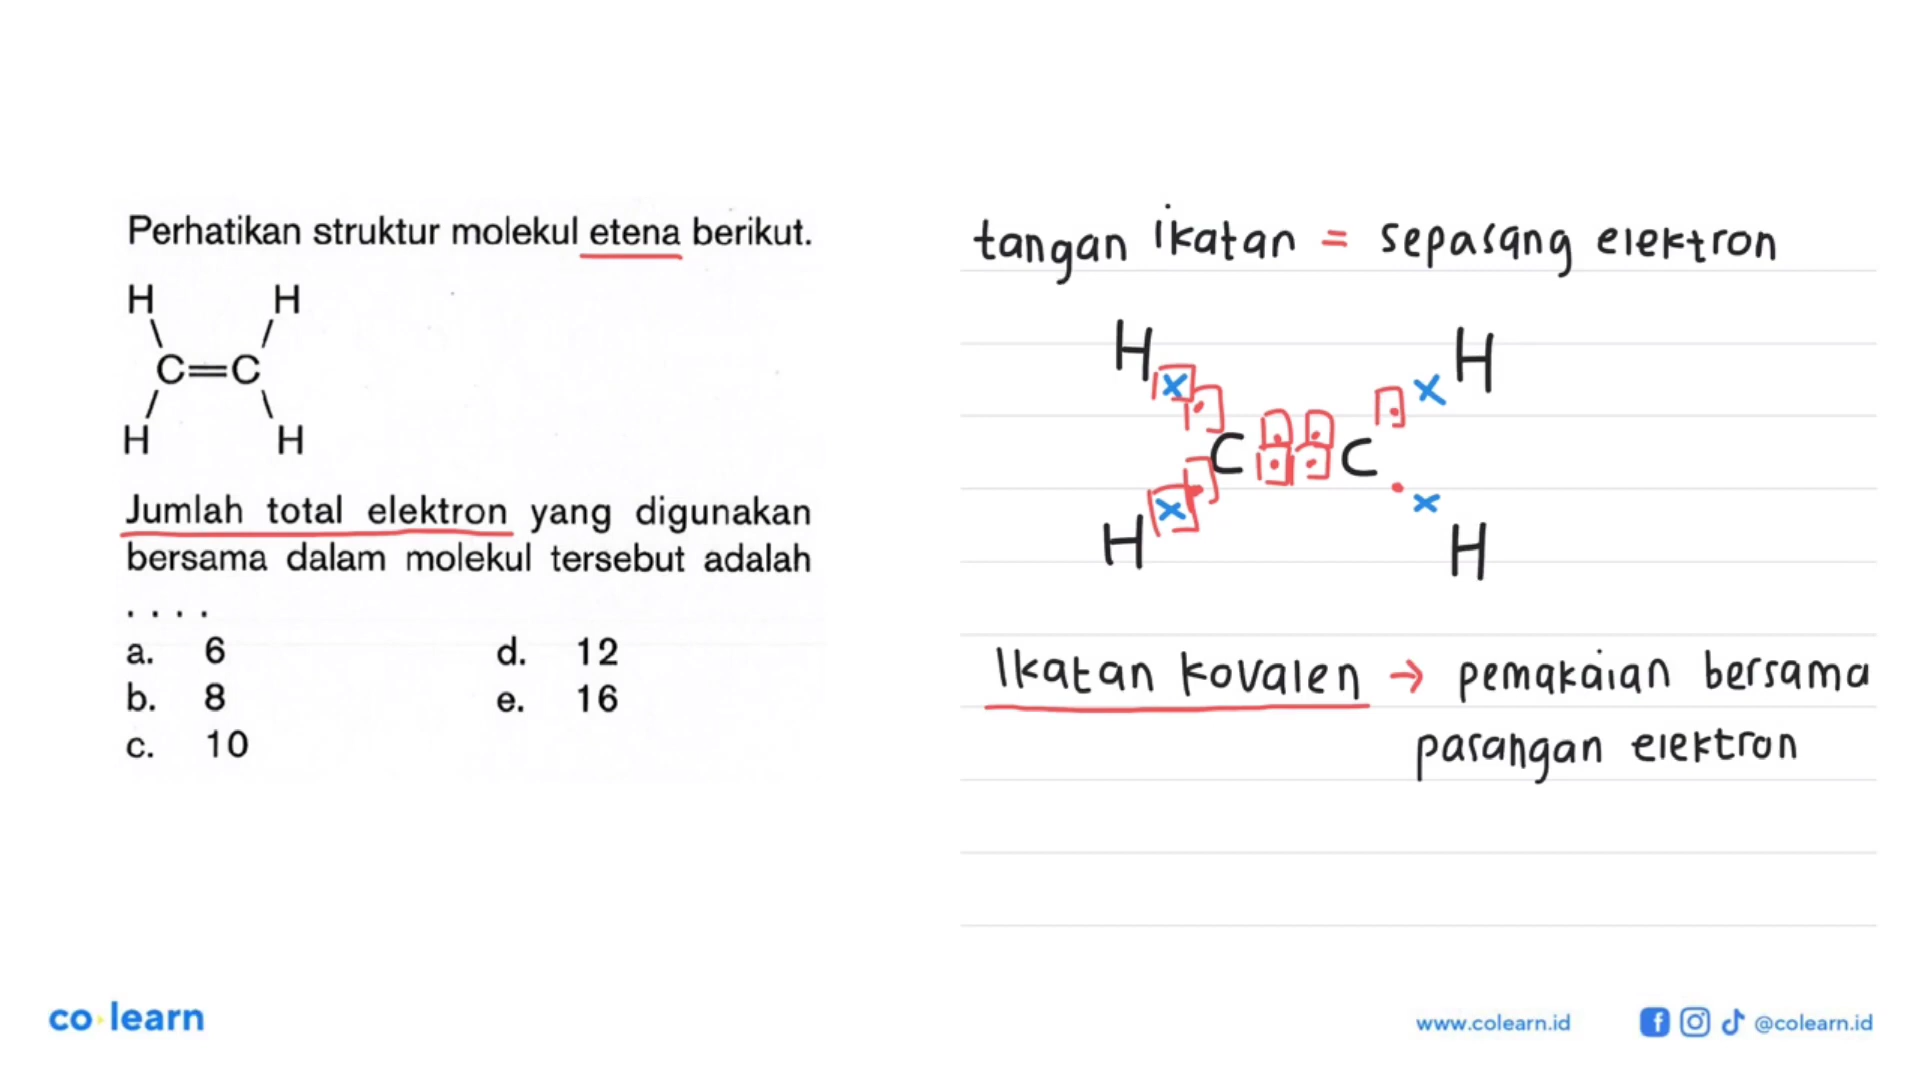 Perhatikan struktur molekul etena berikut.
H H
C=C
H H
Jumlah total elektron yang digunakan
bersama dalam molekul tersebut adalah
. . . .
a. 6 d. 12
b. 8 e. 16
c. 10
tangan ikatan = sepasang elektron
H x x H
C C
H x x H
Ikatan kovalen → pemakaian bersama
pasangan elektron
co learn
www.colearn.id @colearn.id